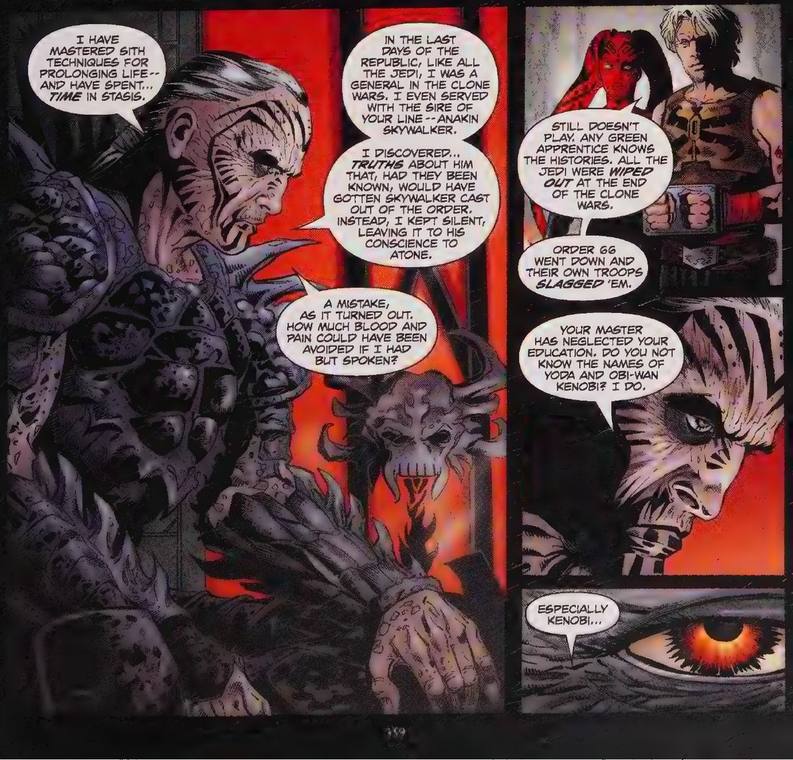 I HAVE
MASTERED SITH
TECHNIQUES FOR
PROLONGING LIFE--
AND HAVE SPENT...
TIME IN STASIS.
IN THE LAST
DAYS OF THE
REPUBLIC, LIKE ALL
THE JEDI, I WAS A
GENERAL IN THE CLONE
WARS. I EVEN SERVED
WITH THE SIRE OF
YOUR LINE--ANAKIN
SKYWALKER.
I DISCOVERED...
TRUTHS ABOUT HIM
THAT, HAD THEY BEEN
KNOWN, WOULD HAVE
GOTTEN SKYWALKER CAST
OUT OF THE ORDER.
INSTEAD, I KEPT SILENT,
LEAVING IT TO HIS
CONSCIENCE TO
ATONE.
A MISTAKE,
AS IT TURNED OUT.
HOW MUCH BLOOD AND
PAIN COULD HAVE BEEN
AVOIDED IF I HAD
BUT SPOKEN?
STILL DOESN'T
PLAY. ANY GREEN
APPRENTICE KNOWS
THE HISTORIES. ALL THE
JEDI WERE WIPED
OUT AT THE END
OF THE CLONE
WARS.
ORDER 66
WENT DOWN AND
THEIR OWN TROOPS
SLAGGED 'EM.
YOUR MASTER
HAS NEGLECTED YOUR
EDUCATION. DO YOU NOT
KNOW THE NAMES OF
YODA AND OBI-WAN
KENOBI? I DO.
ESPECIALLY
KENOBI...